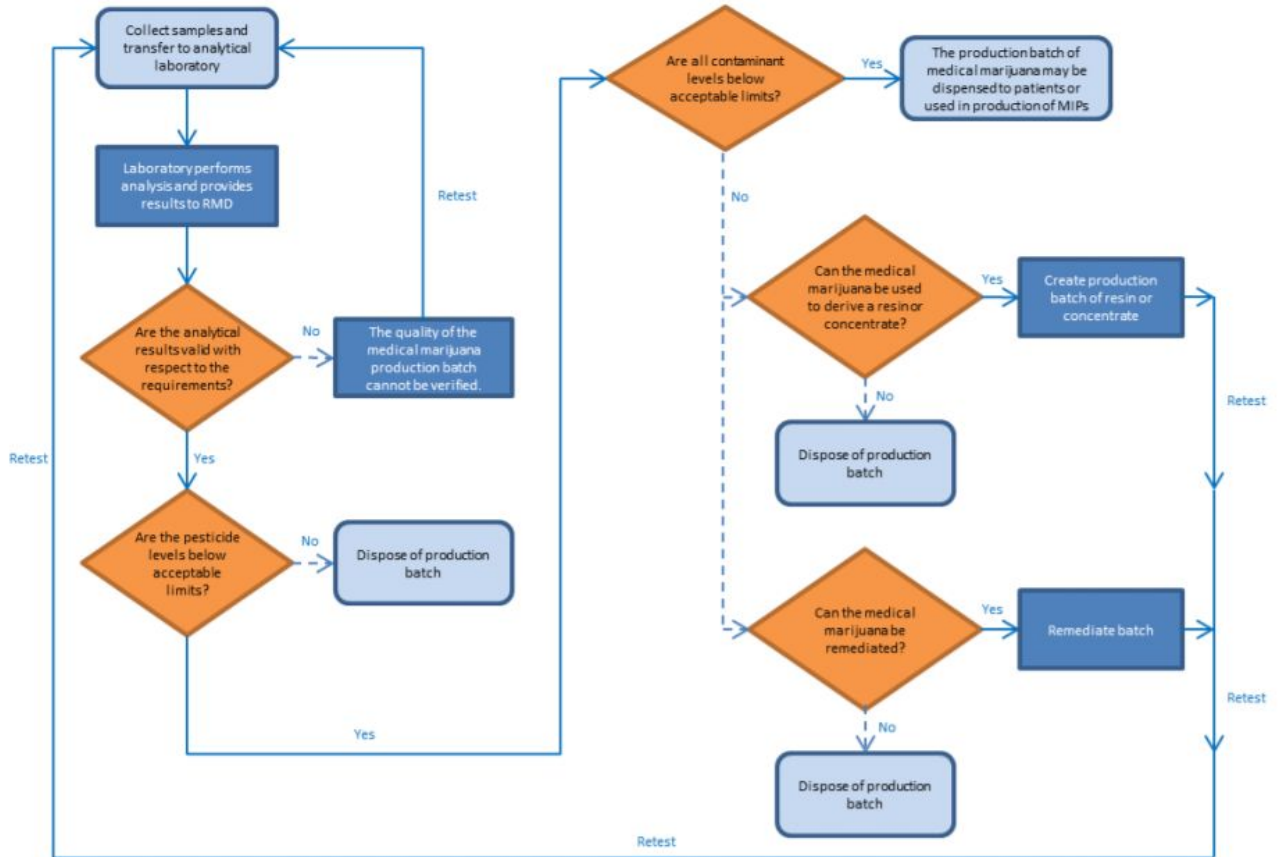 Collect samples and
transfer to analytical
laboratory
Laboratory performs
analysis and provides
results to RMD
Retest
Are the analytical
results valid with
respect to the
requirements?
No
The quality of the
medical marijuana
production batch
cannot be verified.
Retest
Yes
Are the pesticide
levels below
acceptable
limits?
No
Dispose of production
batch
Yes
Are all contaminant
levels below
acceptable limits?
Yes
The production batch of
medical marijuana may be
dispensed to patients or
used in production of MIPs
No
Can the medical
marijuana be used
to derive a resin or
concentrate?
Yes
Create production
batch of resin or
concentrate
Retest
No
Dispose of production
batch
Can the medical
marijuana be
remediated?
Yes
Remediate batch
Retest
No
Dispose of production
batch
Retest